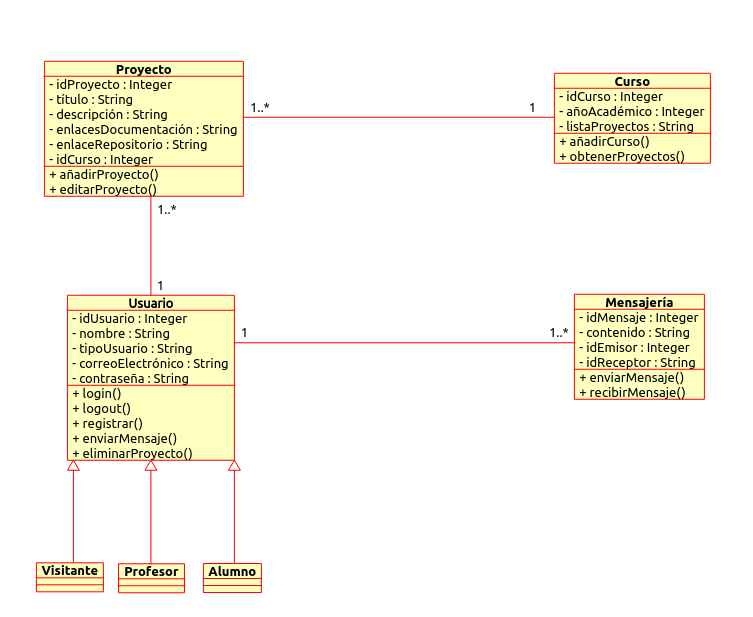 Proyecto
- idProyecto : Integer
- título : String
- descripción : String
- enlacesDocumentación : String
- enlaceRepositorio : String
- idCurso : Integer
+ añadirProyecto()
+ editarProyecto()
1..*
1
Curso
- idCurso : Integer
- añoAcadémico : Integer
- listaProyectos : String
+ añadirCurso()
+ obtenerProyectos()
1..*
1
Usuario
- idUsuario : Integer
- nombre : String
- tipoUsuario : String
- correoElectrónico : String
- contraseña : String
+ login()
+ logout()
+ registrar()
+ enviarMensaje()
+ eliminarProyecto()
1
1..*
Mensajería
- idMensaje : Integer
- contenido : String
- idEmisor : Integer
- idReceptor : String
+ enviarMensaje()
+ recibirMensaje()
Visitante
Profesor
Alumno